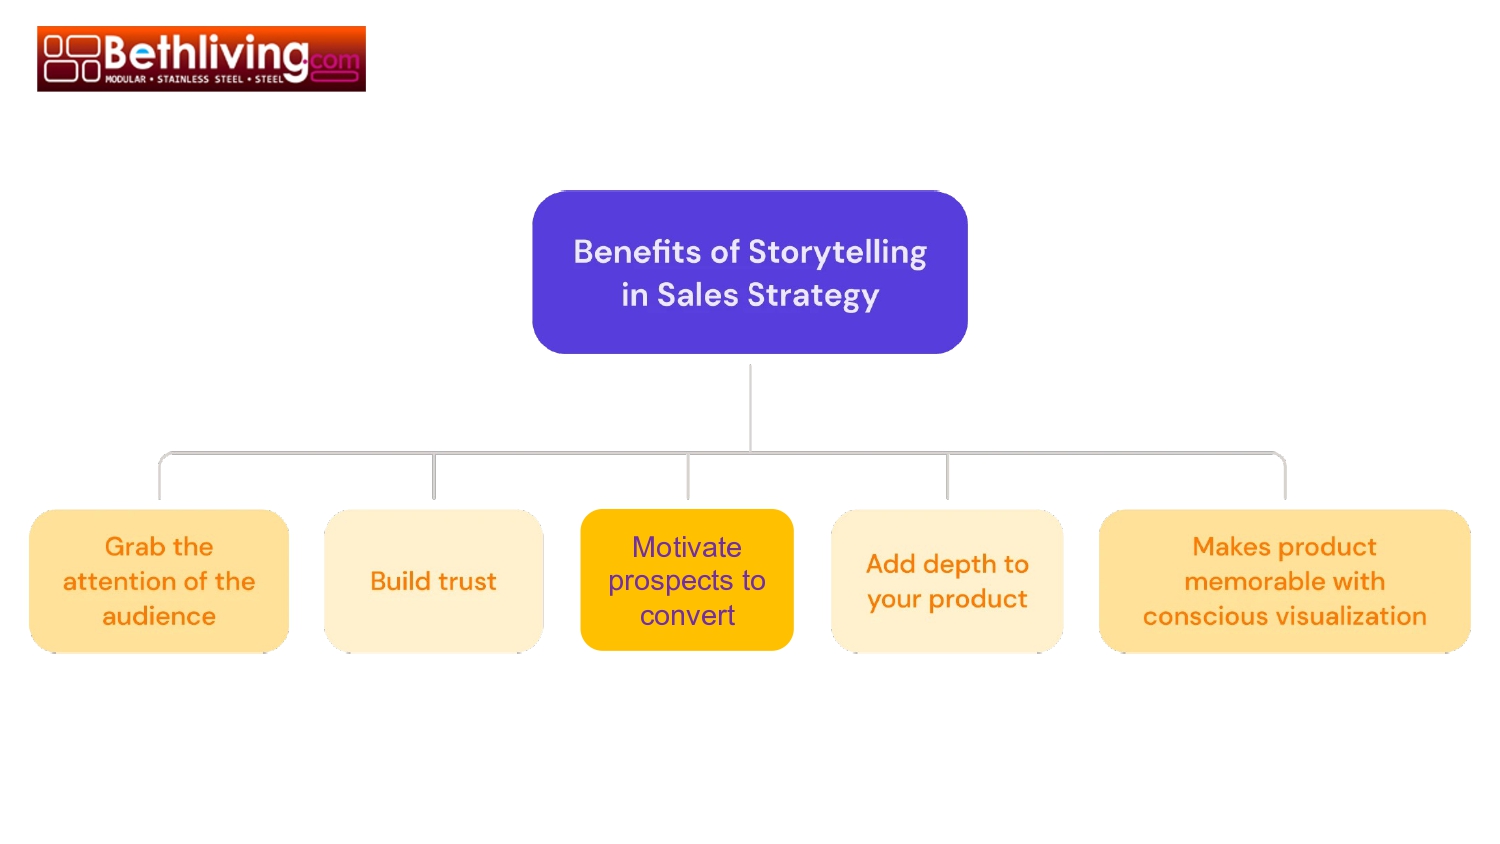 Bethliving.com
MODULAR • STAINLESS STEEL • STEEL
Benefits of Storytelling
in Sales Strategy
Grab the
attention of the
audience
Build trust
Motivate
prospects to
convert
Add depth to
your product
Makes product
memorable with
conscious visualization